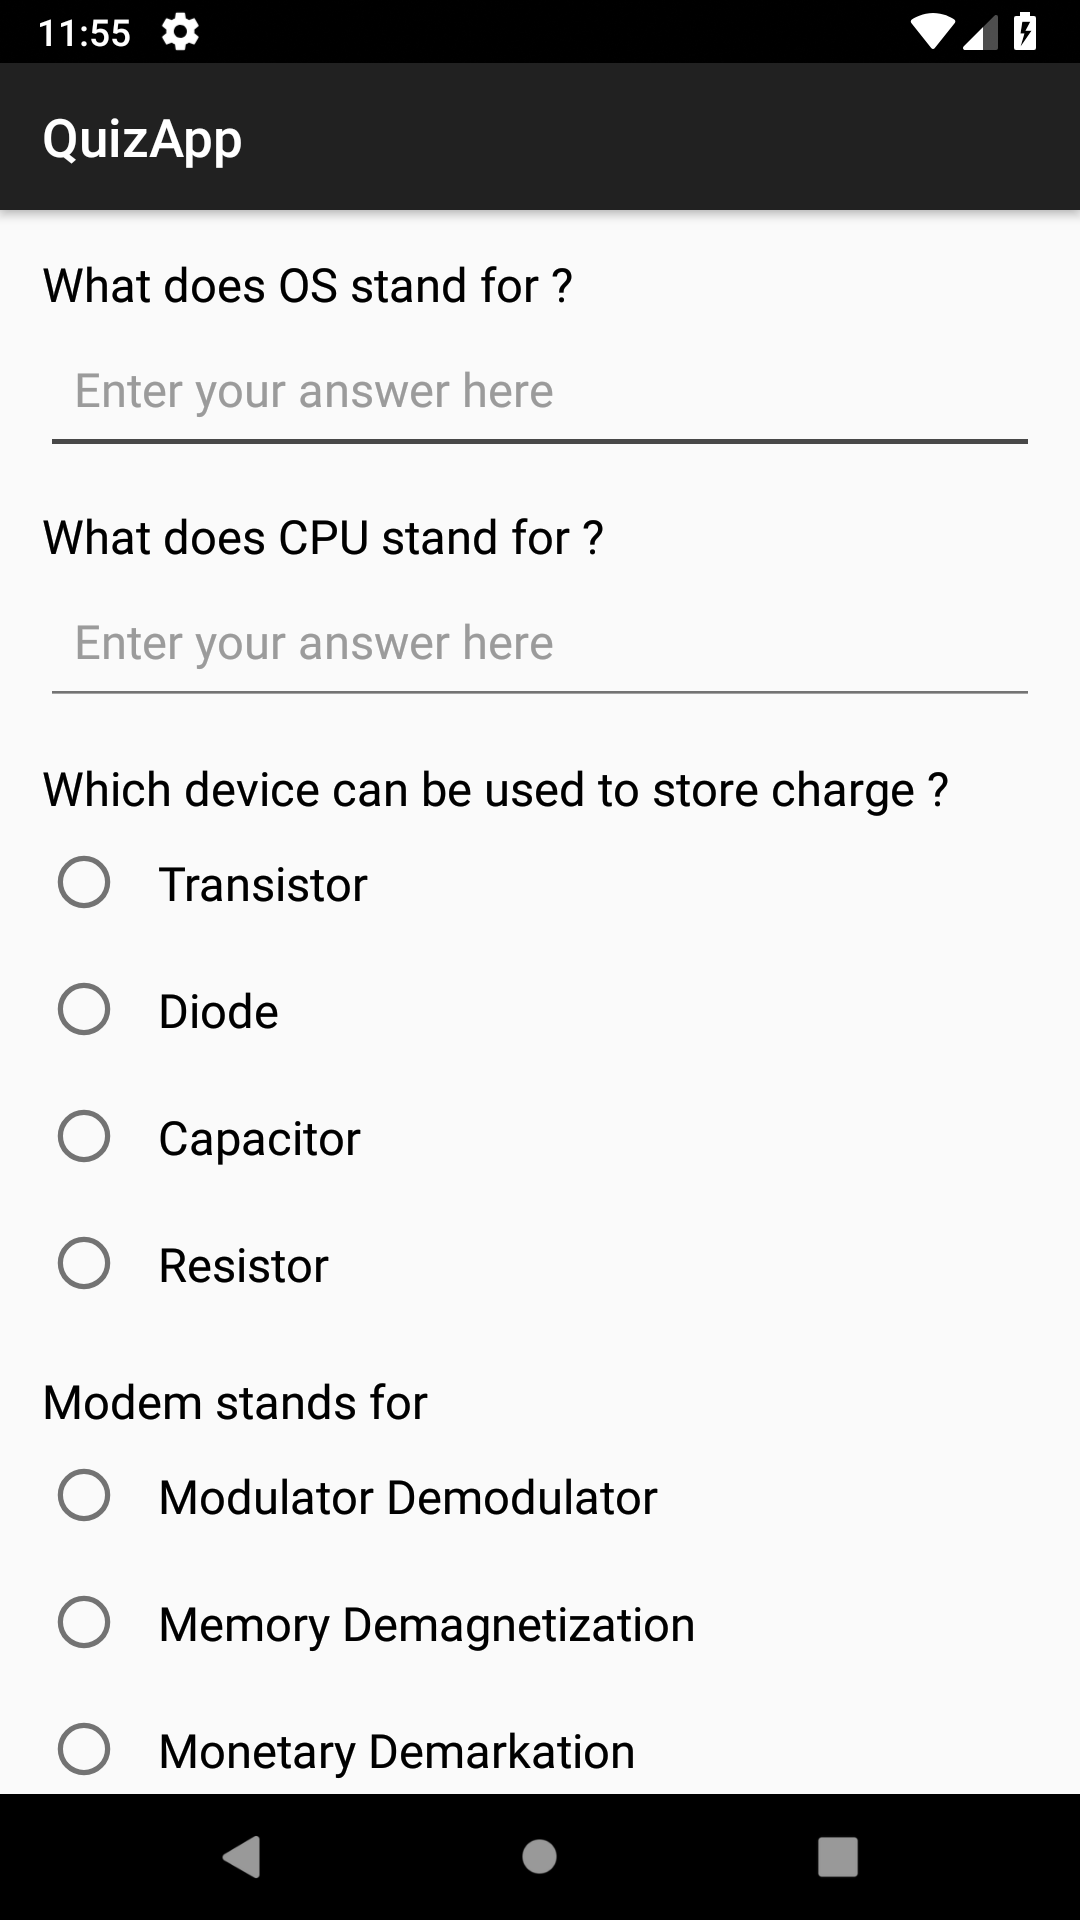 11:55
QuizApp
What does OS stand for ?
Enter your answer here
What does CPU stand for ?
Enter your answer here
Which device can be used to store charge ?
Transistor
Diode
Capacitor
Resistor
Modem stands for
Modulator Demodulator
Memory Demagnetization
Monetary Demarkation